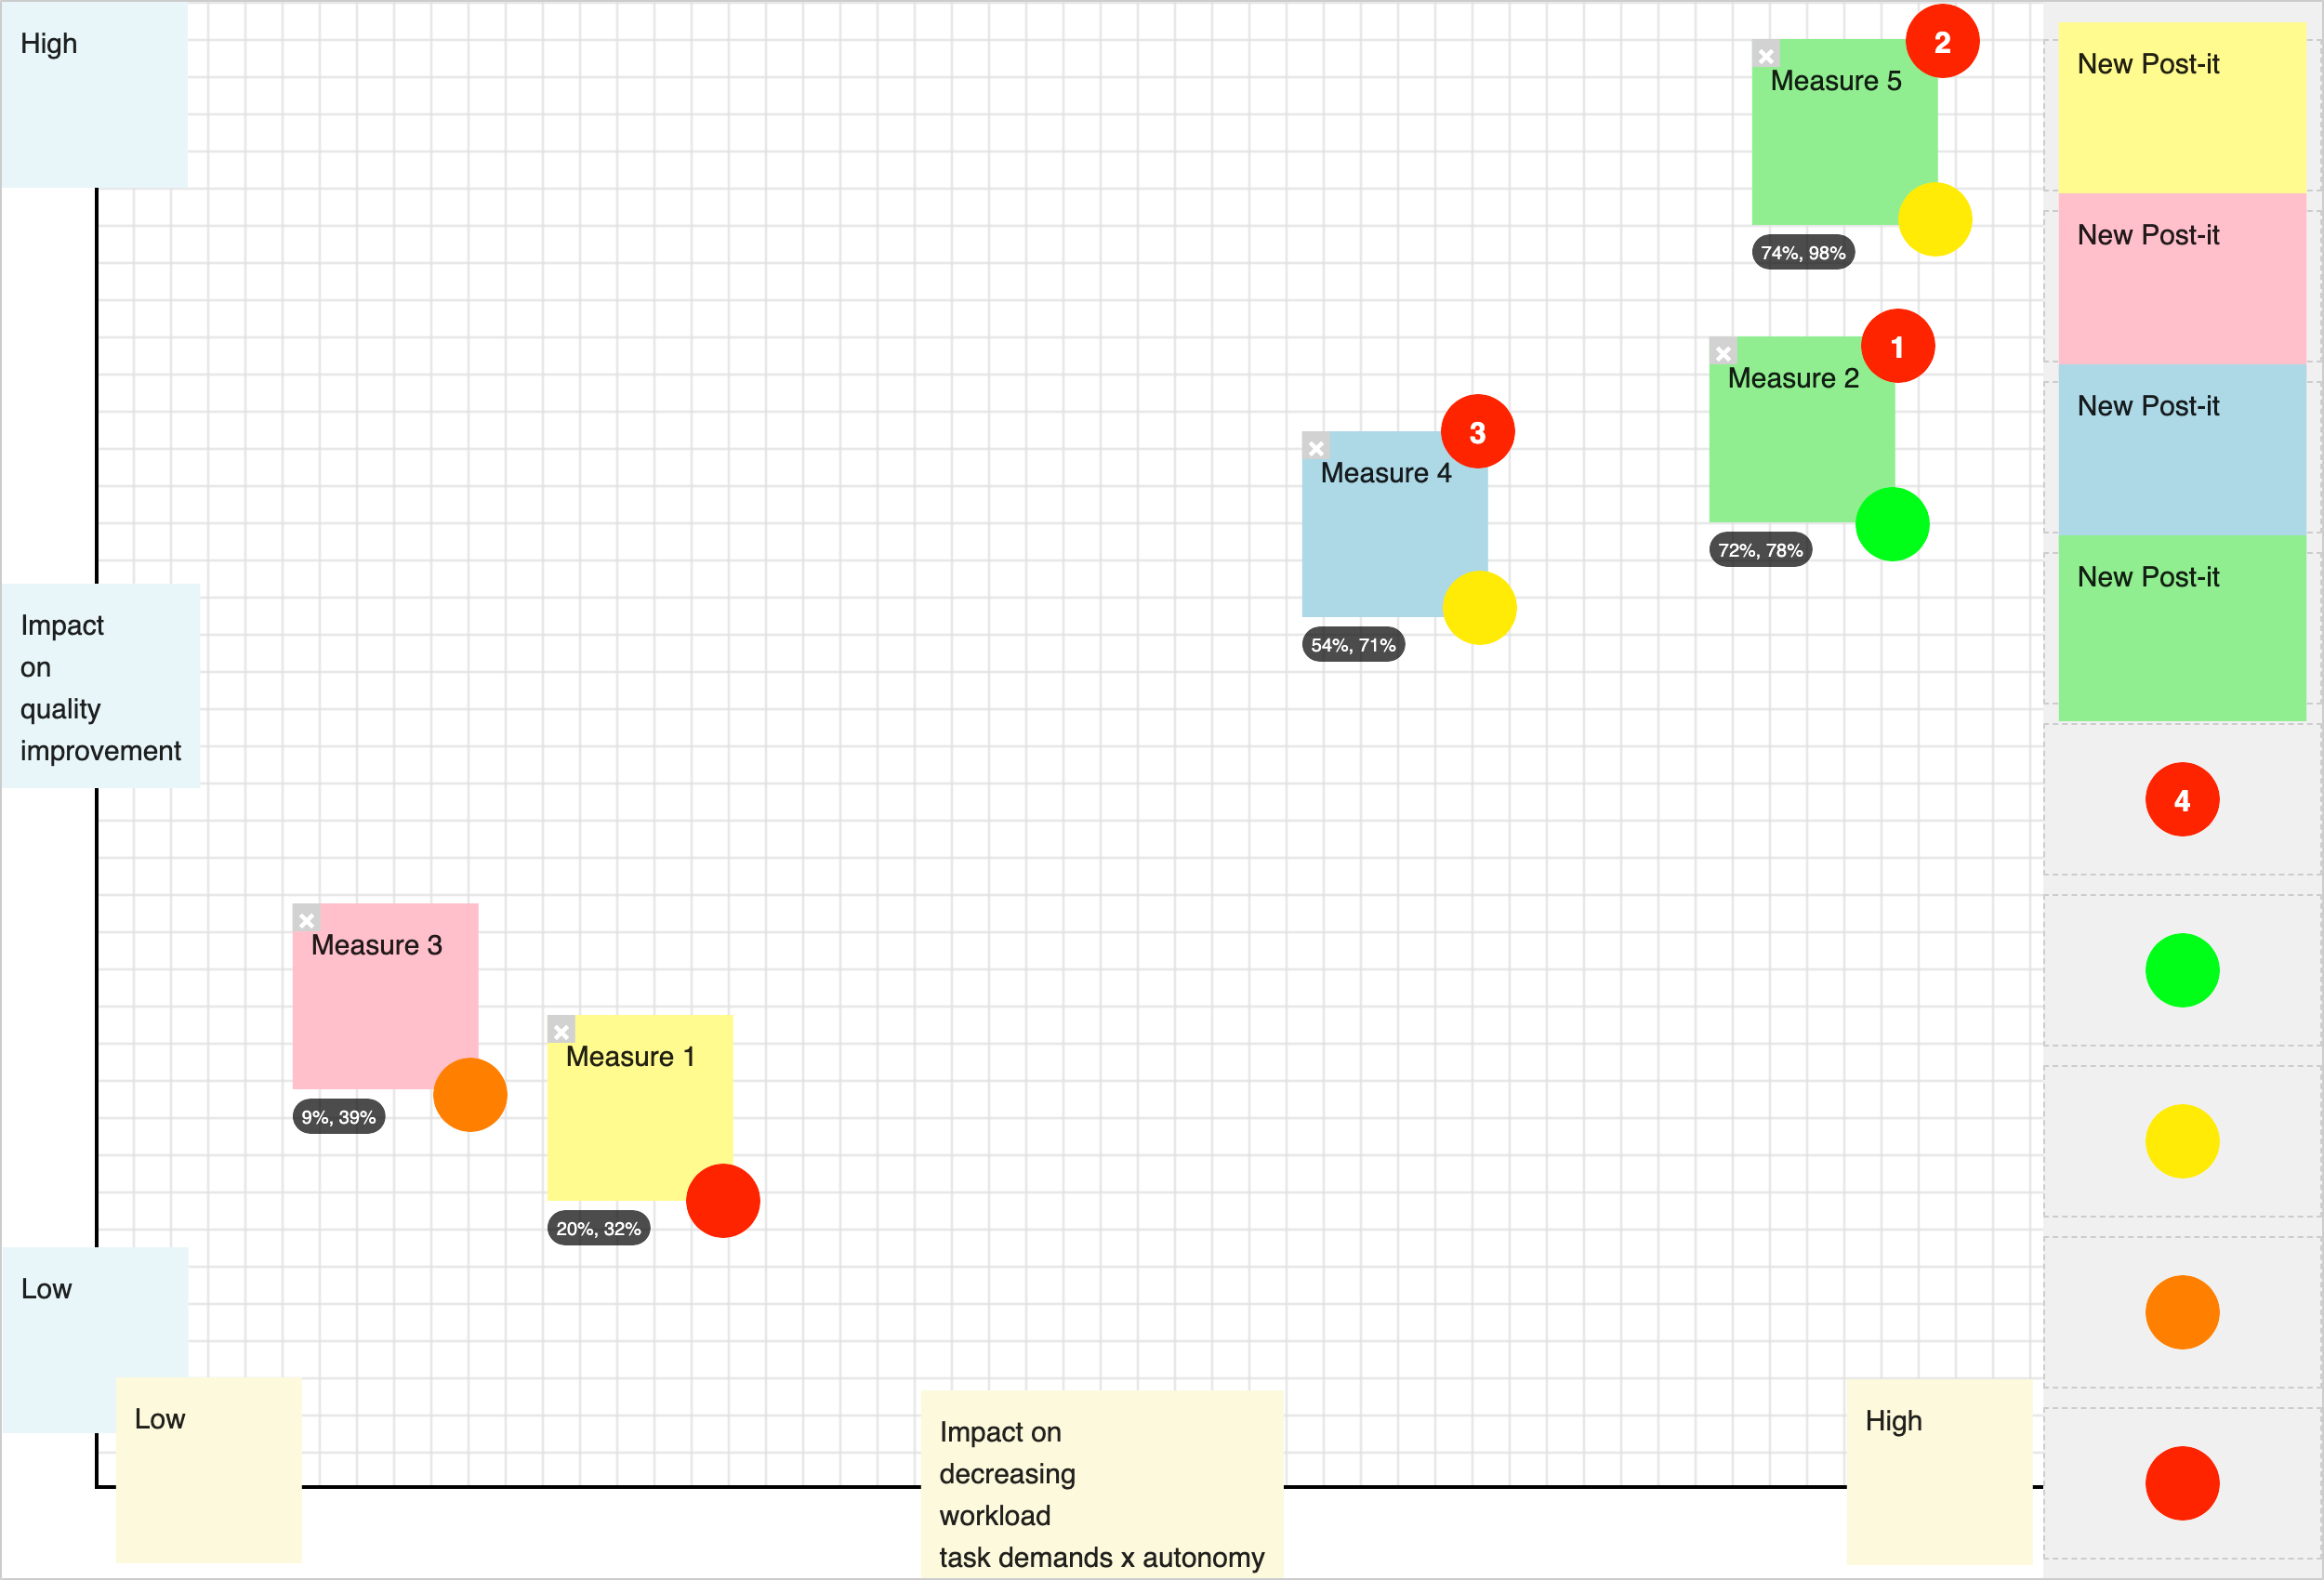 High
2
Measure 5
74%, 98%
New Post-it
New Post-it
1
Measure 2
72%, 78%
3
Measure 4
54%, 71%
New Post-it
New Post-it
Impact
on
quality
improvement
4
Measure 3
9%, 39%
Measure 1
20%, 32%
Low
Low
Impact on
decreasing
workload
task demands x autonomy
High